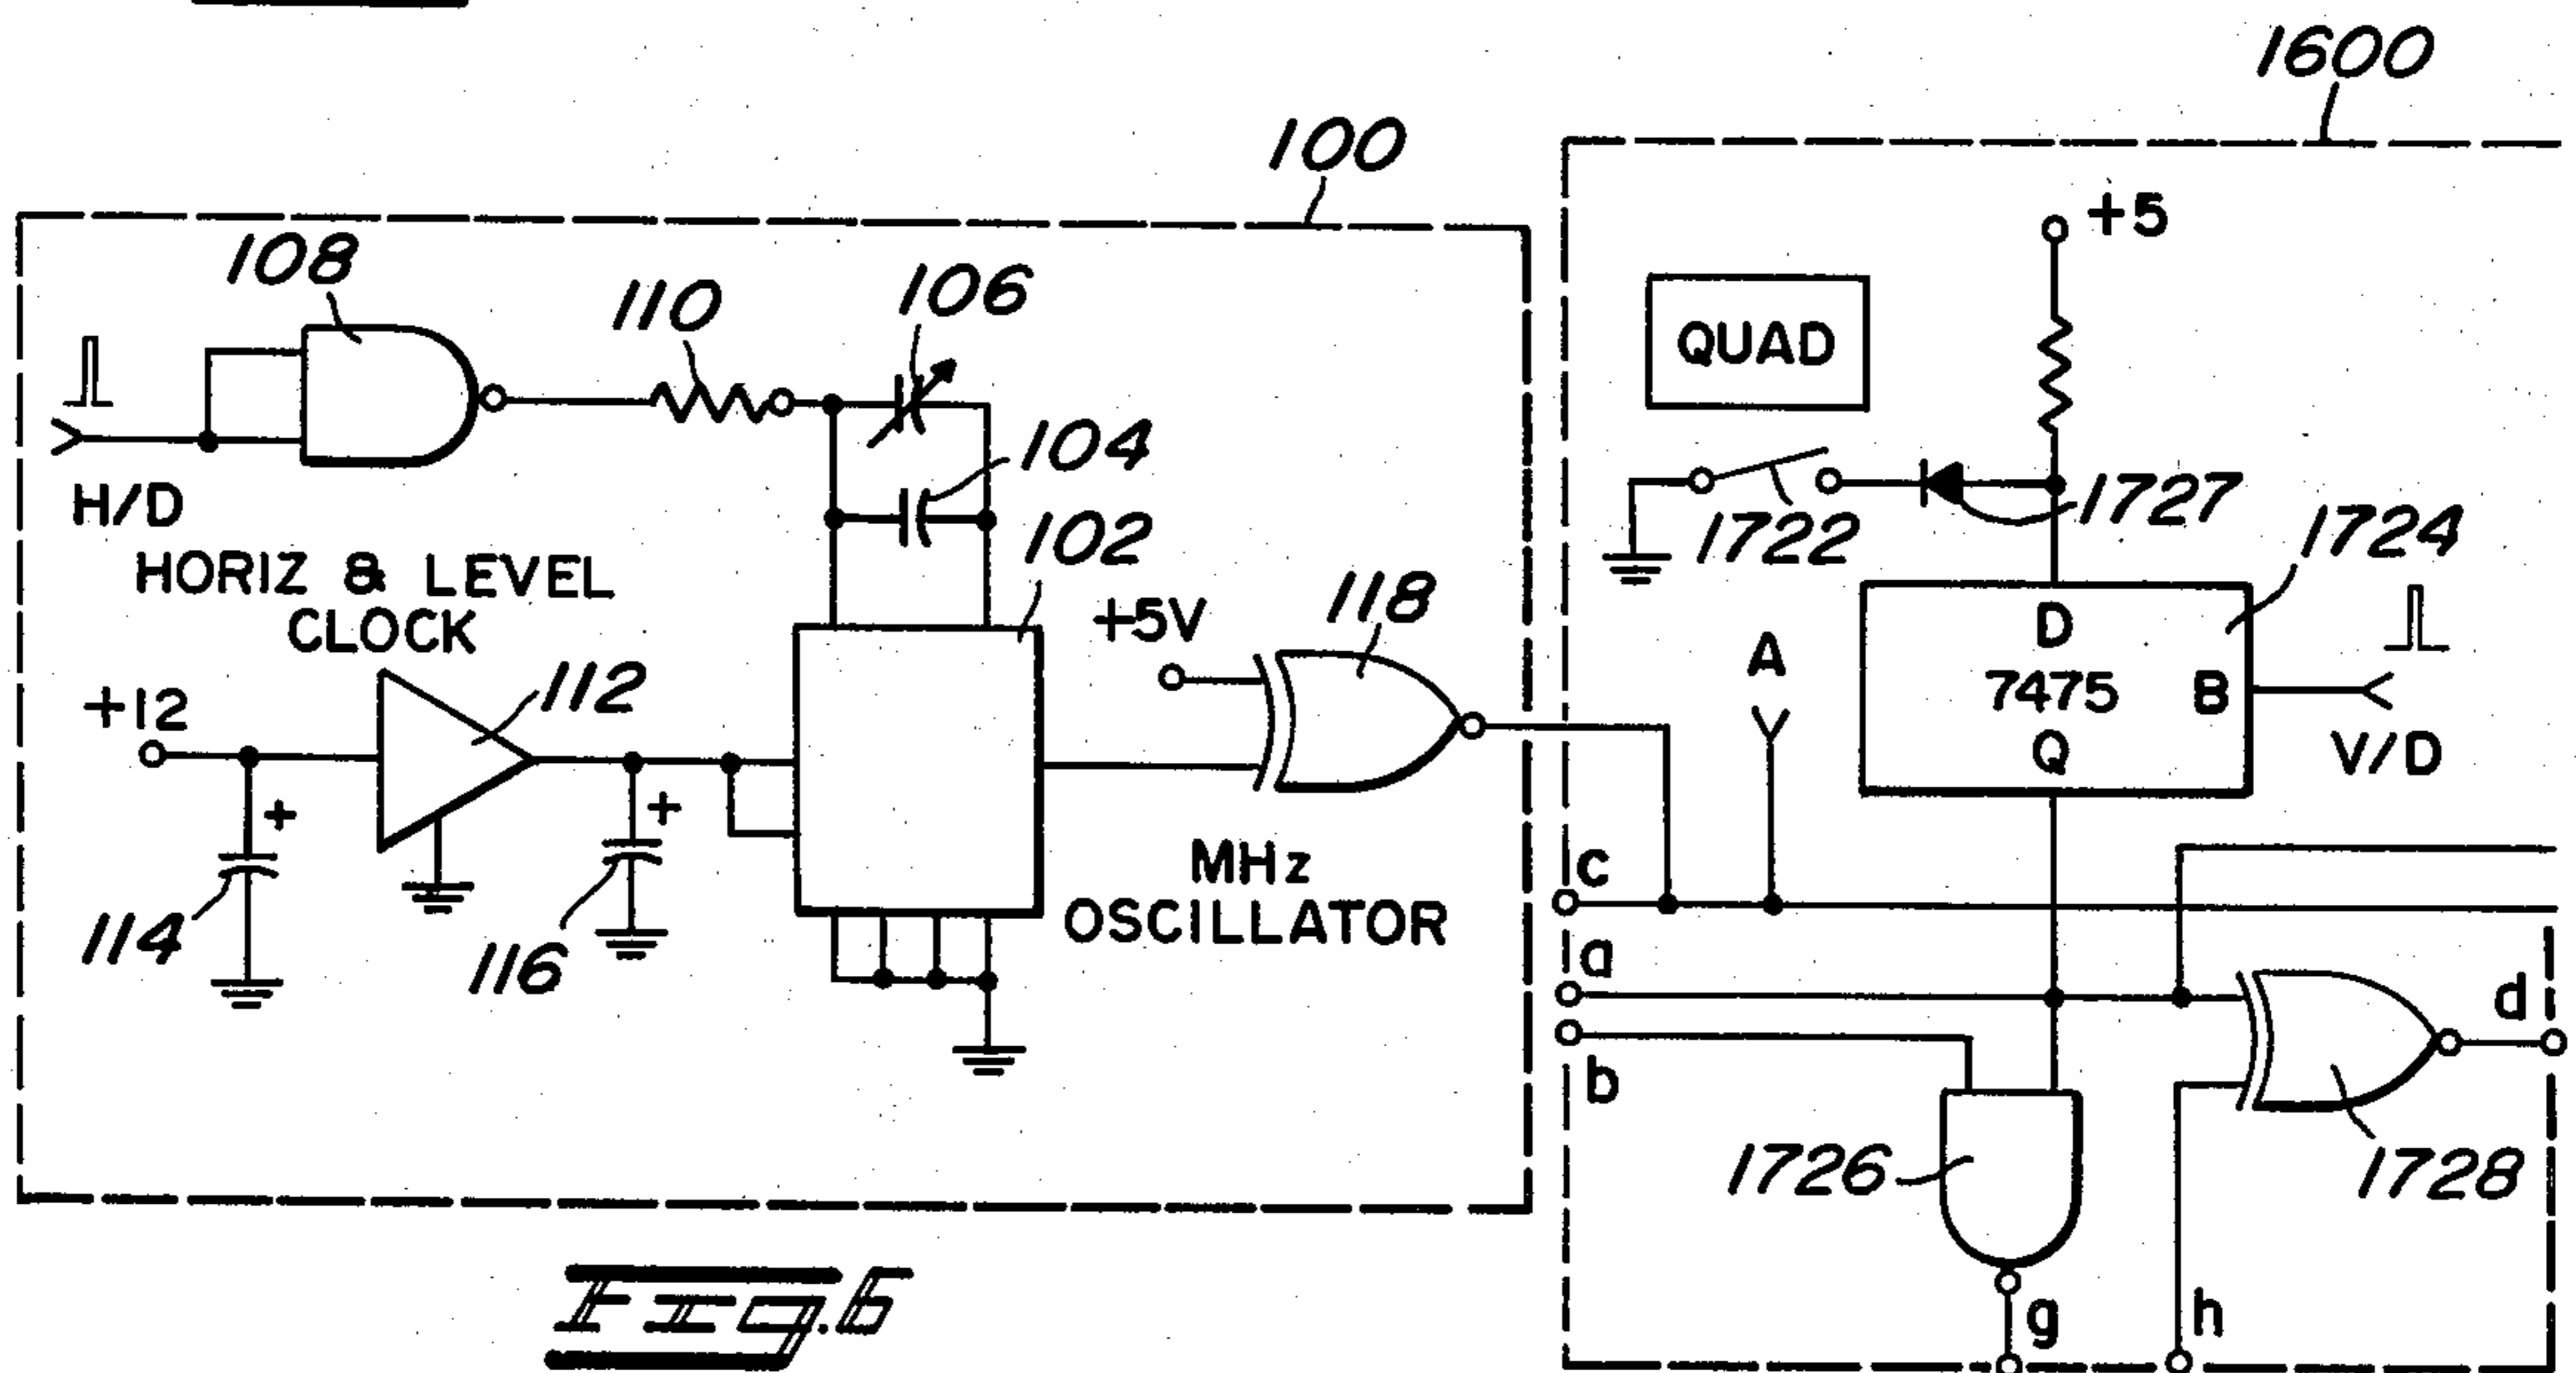 1600
100
108
110
106
+5
QUAD
104
H/D
102
1722
1727
1724
HORIZ & LEVEL
CLOCK
+5V
118
D
+12
112
A
7475
B
Q
V/D
MHz
OSCILLATOR
c
114
116
a
d
b
1726
1728
g
h
Fig. 6